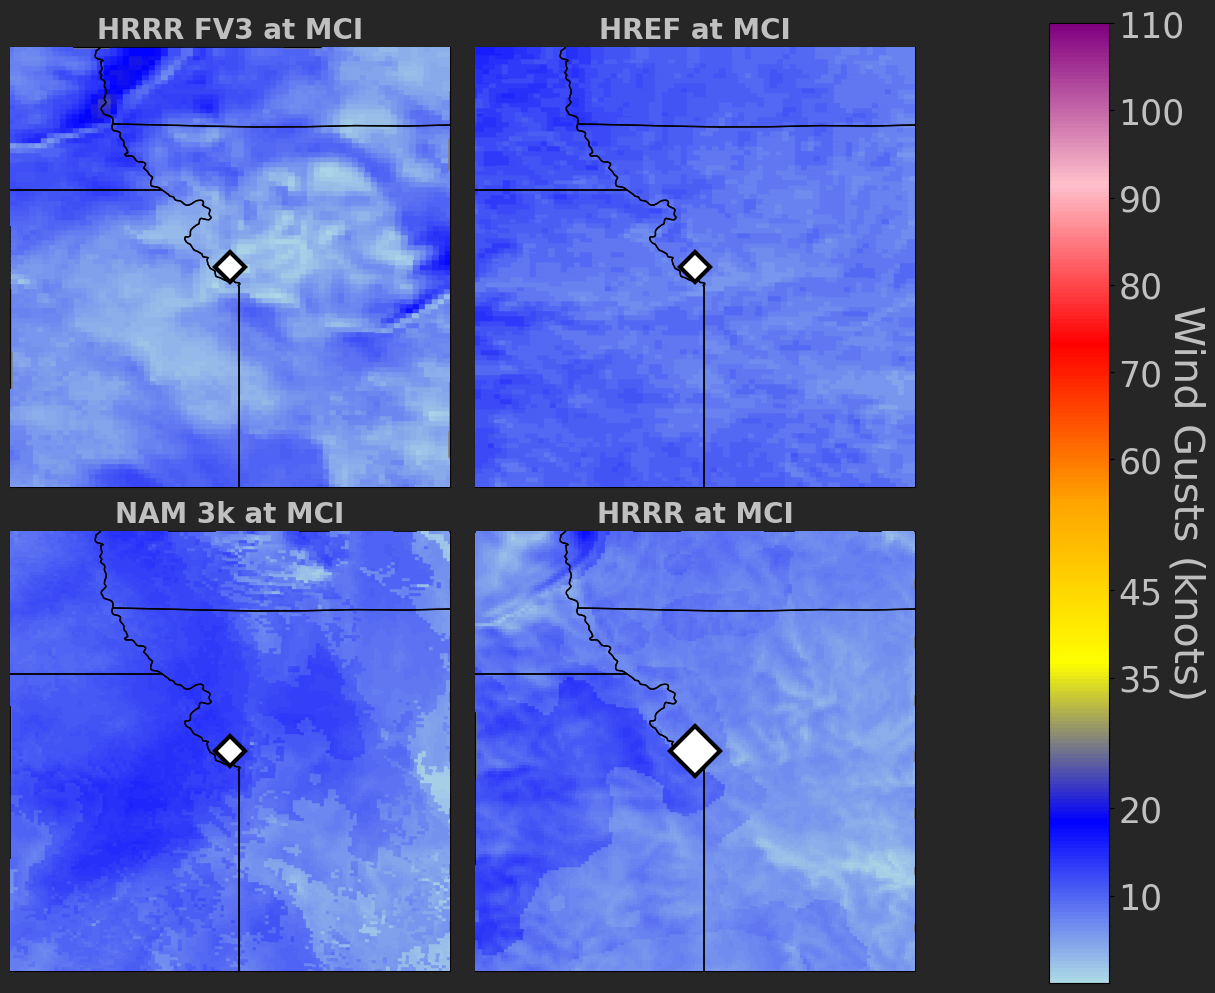 HRRR FV3 at MCI
HREF at MCI
NAM 3k at MCI
HRRR at MCI
110
100
90
80
70
60
45
35
20
10
Wind Gusts (knots)